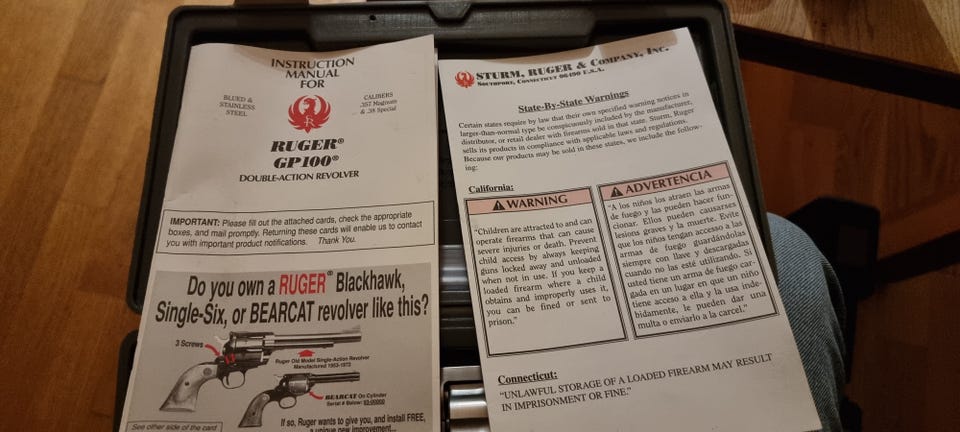 INSTRUCTION
MANUAL
FOR
BLUED &
STAINLESS
STEEL
CALIBERS
.357 Magnum
& .38 Special
R
RUGER®
GP100®
DOUBLE-ACTION REVOLVER
IMPORTANT: Please fill out the attached cards, check the appropriate
boxes, and mail promptly. Returning these cards will enable us to contact
you with important product notifications. Thank You.
Do you own a RUGER® Blackhawk,
Single-Six, or BEARCAT revolver like this?
3 Screws
Ruger Old Model Single-Action Revolver
Manufactured 1953-1972
BEARCAT On Cylinder
Serial # Below:
See other side of the card
If so, Ruger wants to give you, and install FREE,
a unique new improvement...
STURM, RUGER & COMPANY, INC.
SOUTHPORT, CONNECTICUT 06490 U.S.A.
State-By-State Warnings
Certain states require by law that their own specified warning notices in
larger-than-normal type be conspicuously included by the manufacturer,
distributor, or retail dealer with firearms sold in that state. Sturm, Ruger
sells its products in compliance with applicable laws and regulations.
Because our products may be sold in these states, we include the follow-
ing:
California:
WARNING
"Children are attracted to and can
operate firearms that can cause
severe injuries or death. Prevent
child access by always keeping
guns locked away and unloaded
when not in use. If you keep a
loaded firearm where a child
obtains and improperly uses it,
you can be fined or sent to
prison."
ADVERTENCIA
"A los niños los atraen las armas
de fuego y las pueden hacer fun-
cionar. Ellos pueden causarses
lesiones graves y la muerte. Evite
que los niños tengan acceso a las
armas de fuego guardándolas
siempre con llave y descargadas
cuando no las esté utilizando. Si
usted tiene un arma de fuego car-
gada en un lugar en que un niño
tiene acceso a ella y la usa inde-
bidamente, le pueden dar una
multa o enviarlo a la carcel."
Connecticut:
"UNLAWFUL STORAGE OF A LOADED FIREARM MAY RESULT
IN IMPRISONMENT OR FINE."